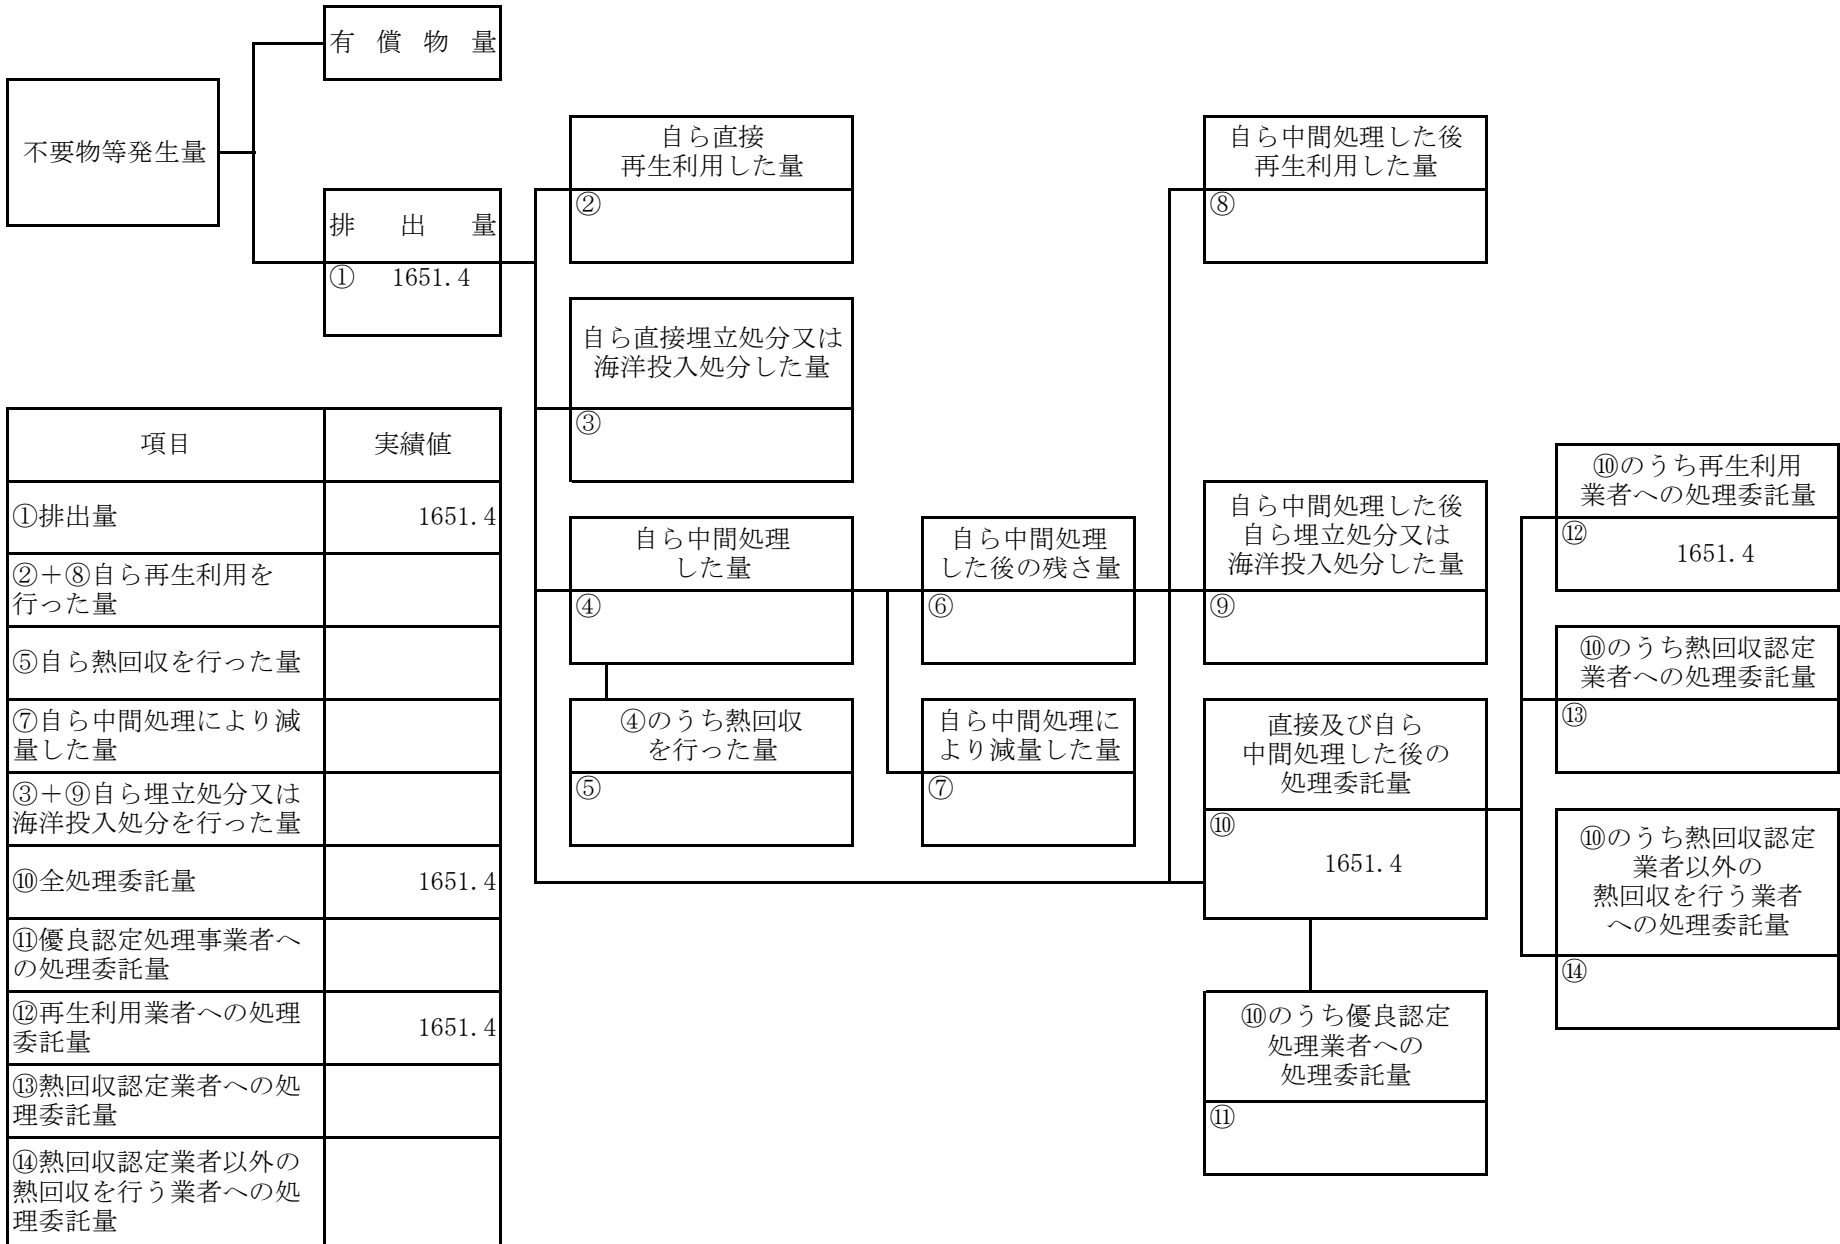 有償物量
不要物等発生量
排出量
① 1651.4
自ら直接
再生利用した量
②
自ら直接埋立処分又は
海洋投入処分した量
③
自ら中間処理
した量
④
④のうち熱回収
を行った量
⑤
自ら中間処理
した後の残さ量
⑥
自ら中間処理に
より減量した量
⑦
自ら中間処理した後
再生利用した量
⑧
自ら中間処理した後
自ら埋立処分又は
海洋投入処分した量
⑨
直接及び自ら
中間処理した後の
処理委託量
⑩
1651.4
⑩のうち優良認定
処理業者への
処理委託量
⑪
⑩のうち再生利用
業者への処理委託量
⑫
1651.4
⑩のうち熱回収認定
業者への処理委託量
⑬
⑩のうち熱回収認定
業者以外の
熱回収を行う業者
への処理委託量
⑭
項目 実績値
①排出量 1651.4
②＋⑧自ら再生利用を
行った量
⑤自ら熱回収を行った量
⑦自ら中間処理により減
量した量
③＋⑨自ら埋立処分又は
海洋投入処分を行った量
⑩全処理委託量 1651.4
⑪優良認定処理事業者へ
の処理委託量
⑫再生利用業者への処理
委託量 1651.4
⑬熱回収認定業者への処
理委託量
⑭熱回収認定業者以外の
熱回収を行う業者への処
理委託量